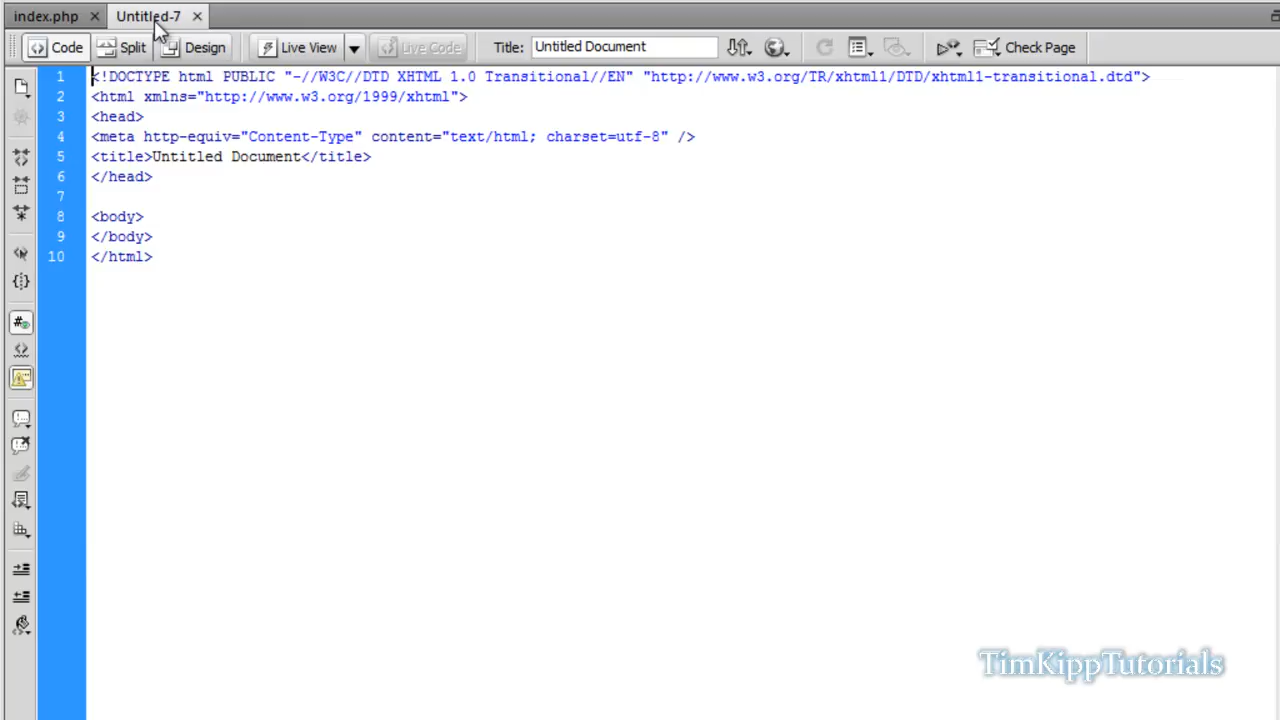 index.php Untitled-7
Code Split Design Live View Live Code Title: Untitled Document Check Page
1 <!DOCTYPE html PUBLIC "-//W3C//DTD XHTML 1.0 Transitional//EN" "http://www.w3.org/TR/xhtml1/DTD/xhtml1-transitional.dtd">
2 <html xmlns="http://www.w3.org/1999/xhtml">
3 <head>
4 <meta http-equiv="Content-Type" content="text/html; charset=utf-8" />
5 <title>Untitled Document</title>
6 </head>
7
8 <body>
9 </body>
10 </html>
TimKippTutorials